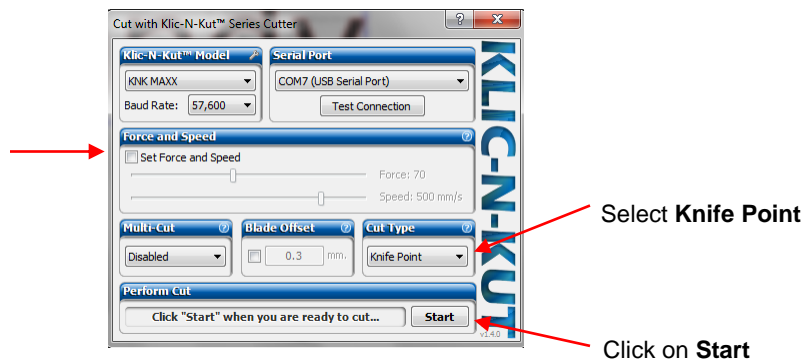 Cut with Klic-N-Kut™ Series Cutter
Klic-N-Kut™ Model
Serial Port
KNK MAXX
COM7 (USB Serial Port)
Baud Rate: 57,600
Test Connection
Force and Speed
Set Force and Speed
Force: 70
Speed: 500 mm/s
Multi-Cut
Blade Offset
Cut Type
Disabled
0.3 mm.
Knife Point
Perform Cut
Click "Start" when you are ready to cut...
Start
KLIC-N-KUT
v1.4.0
Select Knife Point
Click on Start